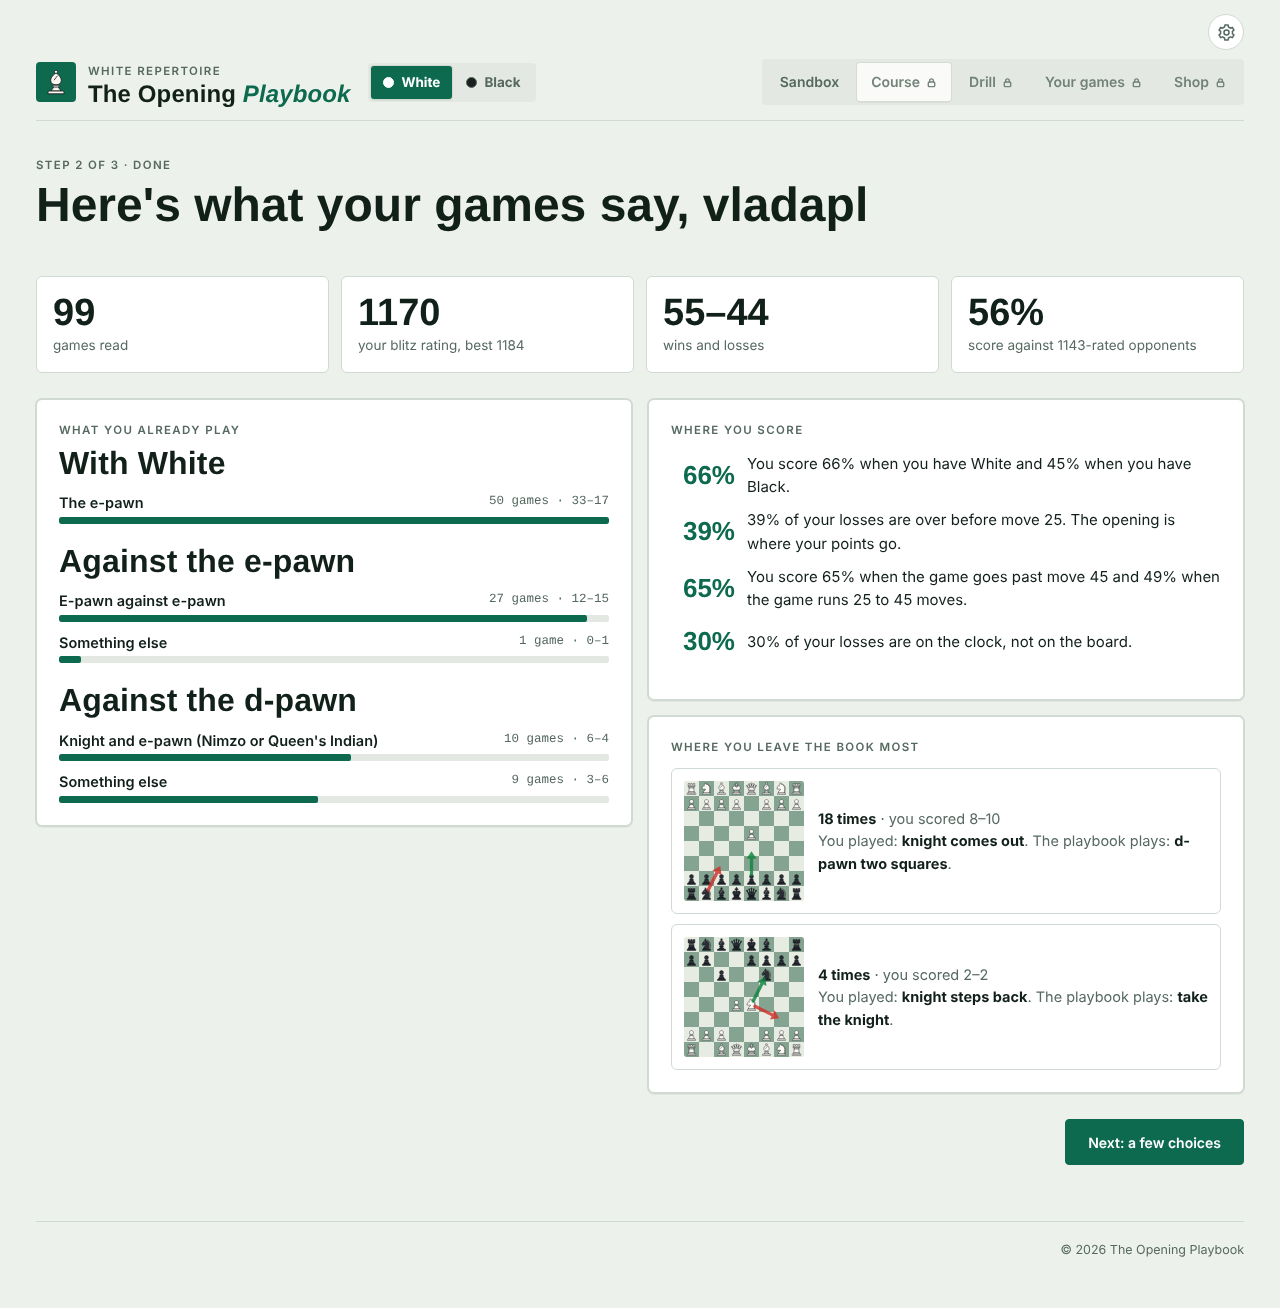 WHITE REPERTOIRE
The Opening Playbook
White
Black
Sandbox
Course
Drill
Your games
Shop
STEP 2 OF 3 · DONE
Here's what your games say, vladapl
99
games read
1170
your blitz rating, best 1184
55–44
wins and losses
56%
score against 1143-rated opponents
WHAT YOU ALREADY PLAY
With White
The e-pawn
50 games · 33–17
Against the e-pawn
E-pawn against e-pawn
27 games · 12–15
Something else
1 game · 0–1
Against the d-pawn
Knight and e-pawn (Nimzo or Queen's Indian)
10 games · 6–4
Something else
9 games · 3–6
WHERE YOU SCORE
66%
You score 66% when you have White and 45% when you have
Black.
39%
39% of your losses are over before move 25. The opening is
where your points go.
65%
You score 65% when the game goes past move 45 and 49% when
the game runs 25 to 45 moves.
30%
30% of your losses are on the clock, not on the board.
WHERE YOU LEAVE THE BOOK MOST
18 times · you scored 8–10
You played: knight comes out. The playbook plays: d-
pawn two squares.
4 times · you scored 2–2
You played: knight steps back. The playbook plays: take
the knight.
Next: a few choices
© 2026 The Opening Playbook